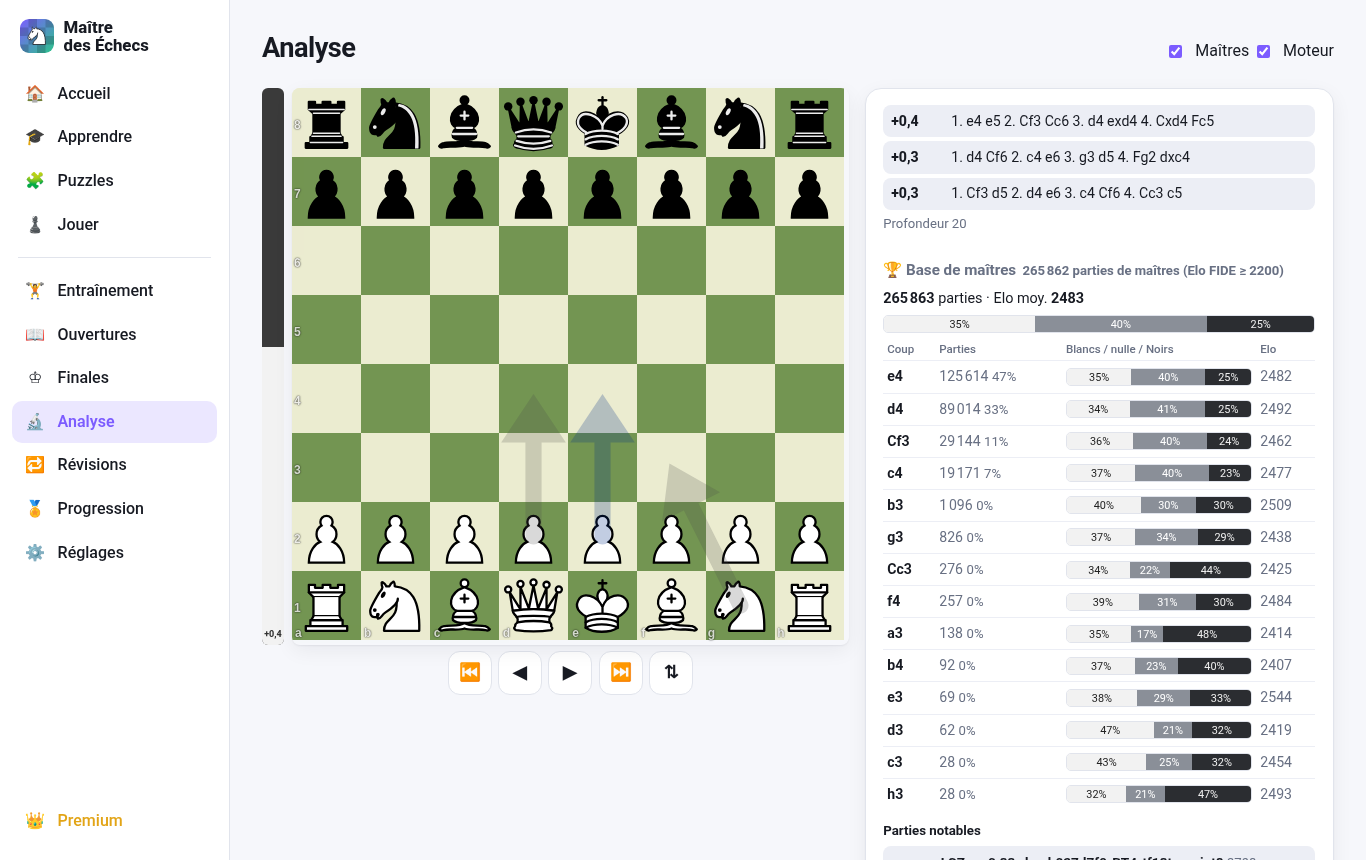 Maître
des Échecs
Accueil
Apprendre
Puzzles
Jouer
Entraînement
Ouvertures
Finales
Analyse
Révisions
Progression
Réglages
Premium
Analyse
Maîtres
Moteur
8
7
6
5
4
3
2
1
a
b
c
d
e
f
g
h
+0,4
+0,4 1. e4 e5 2. Cf3 Cc6 3. d4 exd4 4. Cxd4 Fc5
+0,3 1. d4 Cf6 2. c4 e6 3. g3 d5 4. Fg2 dxc4
+0,3 1. Cf3 d5 2. d4 e6 3. c4 Cf6 4. Cc3 c5
Profondeur 20
🏆 Base de maîtres 265 862 parties de maîtres (Elo FIDE ≥ 2200)
265 863 parties · Elo moy. 2483
35% 40% 25%
Coup Parties Blancs / nulle / Noirs Elo
e4 125 614 47% 35% 40% 25% 2482
d4 89 014 33% 34% 41% 25% 2492
Cf3 29 144 11% 36% 40% 24% 2462
c4 19 171 7% 37% 40% 23% 2477
b3 1 096 0% 40% 30% 30% 2509
g3 826 0% 37% 34% 29% 2438
Cc3 276 0% 34% 22% 44% 2425
f4 257 0% 39% 31% 30% 2484
a3 138 0% 35% 17% 48% 2414
b4 92 0% 37% 23% 40% 2407
e3 69 0% 38% 29% 33% 2544
d3 62 0% 47% 21% 32% 2419
c3 28 0% 43% 25% 32% 2454
h3 28 0% 32% 21% 47% 2493
Parties notables